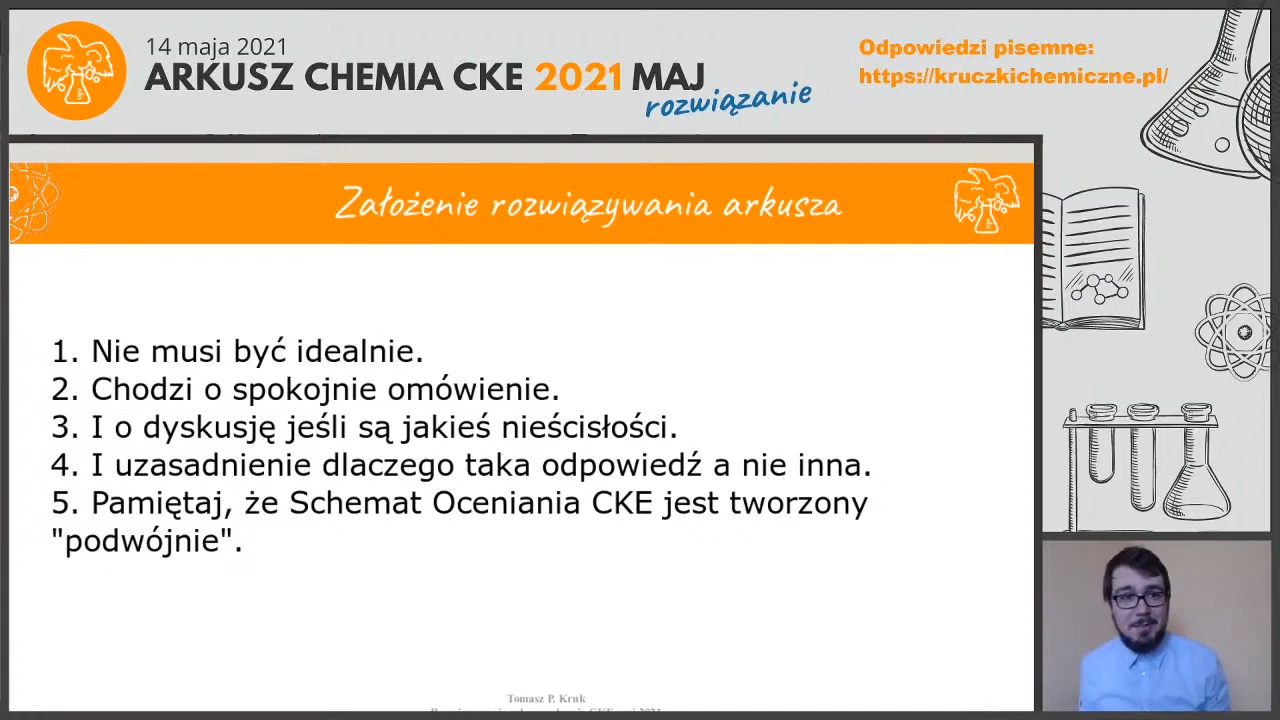 14 maja 2021
ARKUSZ CHEMIA CKE 2021 MAJ
rozwiązanie
Odpowiedzi pisemne:
https://kruczkichemiczne.pl/
Założenie rozwiązywania arkusza
1. Nie musi być idealnie.
2. Chodzi o spokojnie omówienie.
3. I o dyskusję jeśli są jakieś nieścisłości.
4. I uzasadnienie dlaczego taka odpowiedź a nie inna.
5. Pamiętaj, że Schemat Oceniania CKE jest tworzony
"podwójnie".
Tomasz P. Kruk